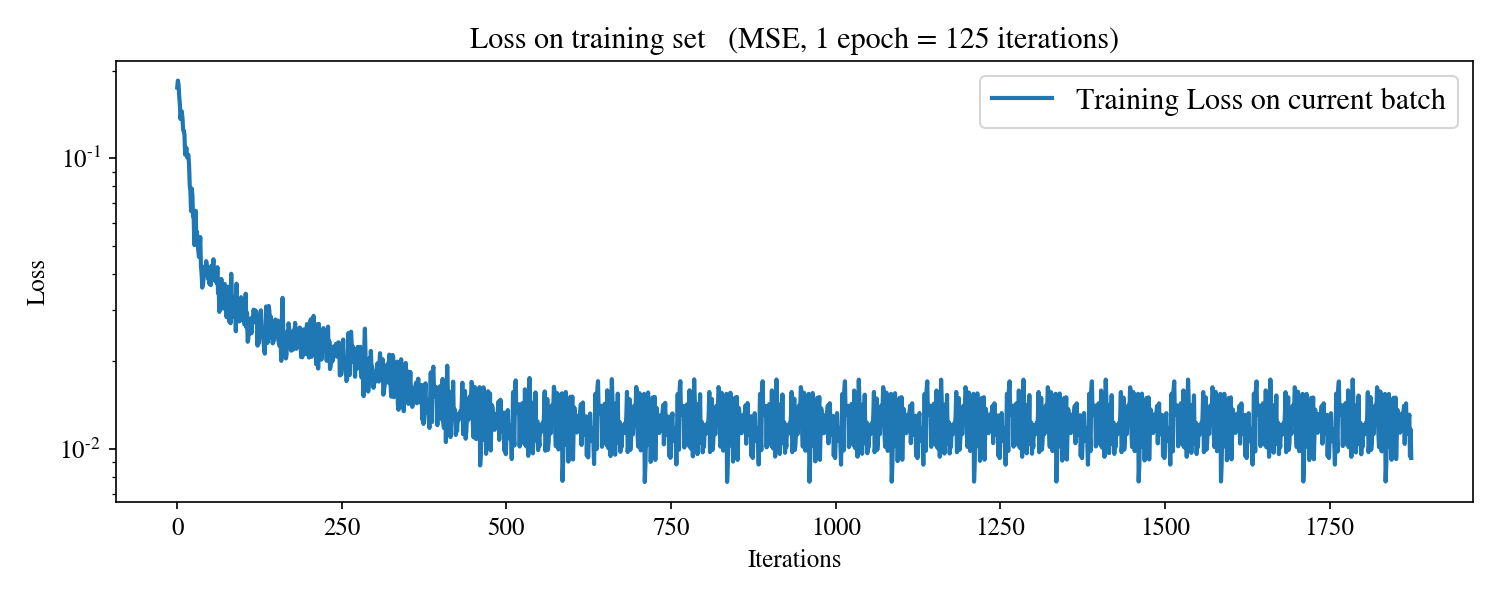 Loss on training set (MSE, 1 epoch = 125 iterations)
Training Loss on current batch
10-1
10-2
Loss
0 250 500 750 1000 1250 1500 1750
Iterations